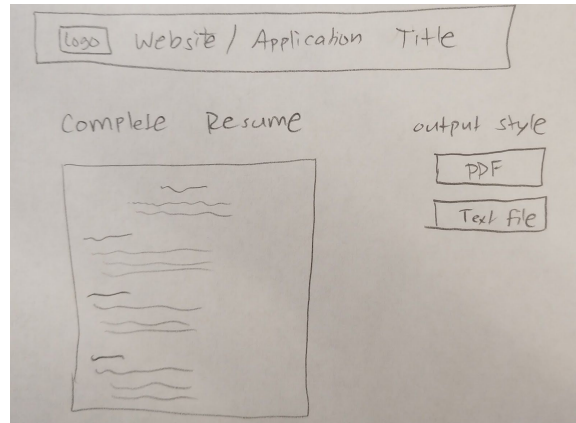 Logo Website / Application Title
Complete Resume
output style
PDF
Text file